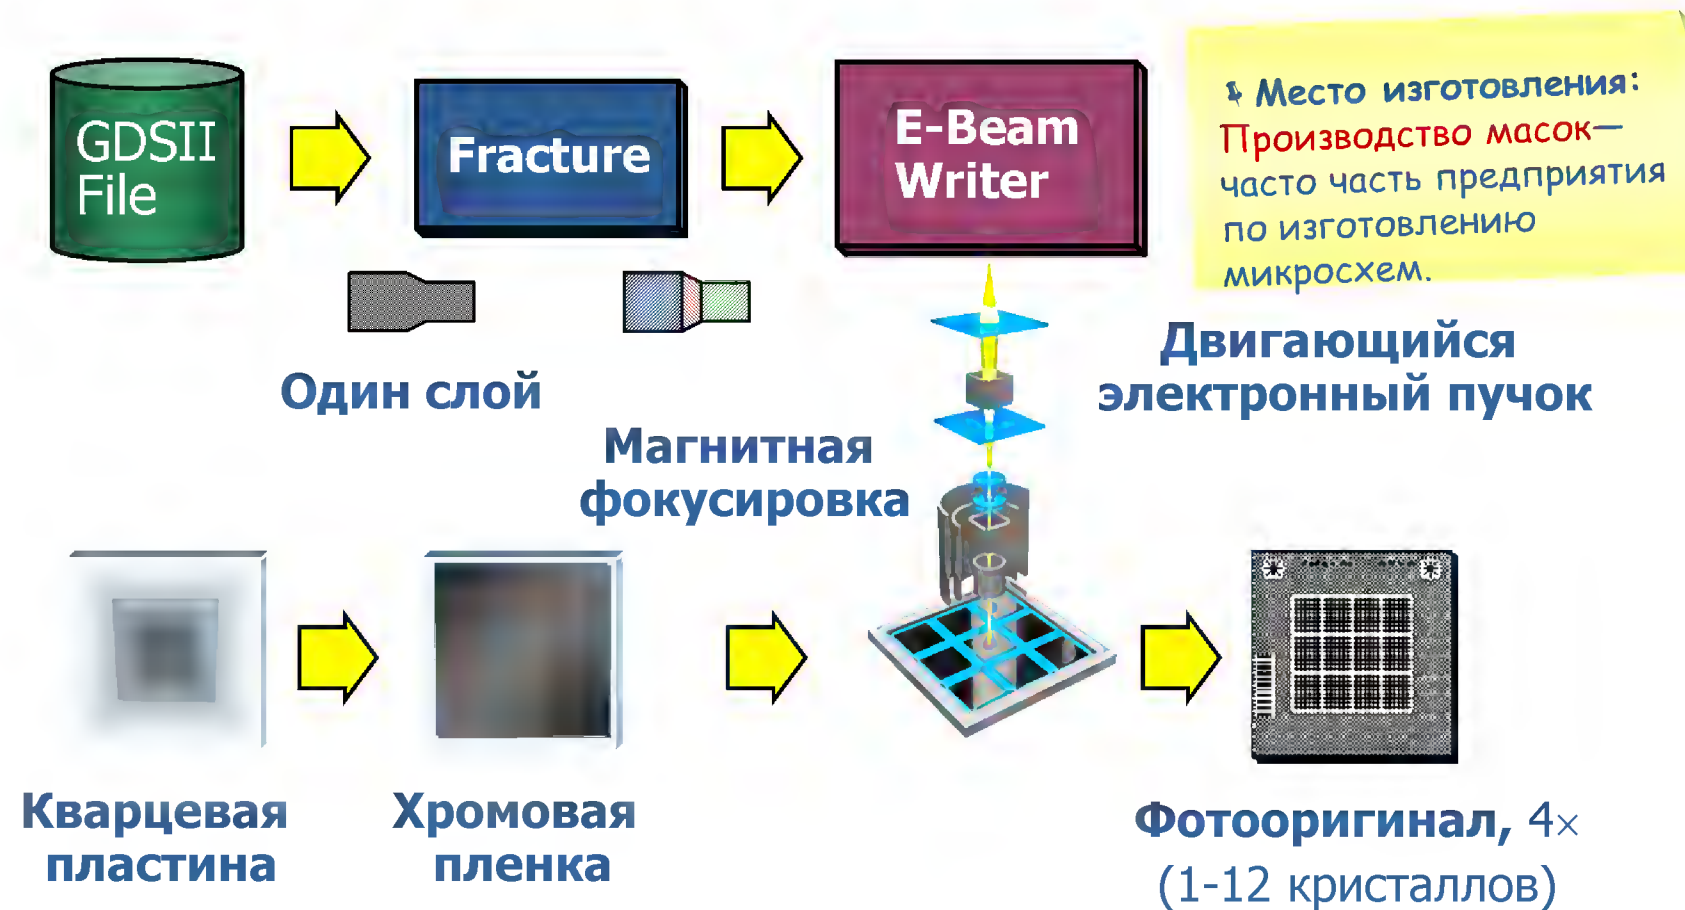 GDSII
File
Fracture
E-Beam
Writer
Место изготовления:
Производство масок—
часто часть предприятия
по изготовлению
микросхем.
Один слой
Двигающийся
электронный пучок
Магнитная
фокусировка
Кварцевая
пластина
Хромовая
пленка
Фотооригинал, 4×
(1-12 кристаллов)